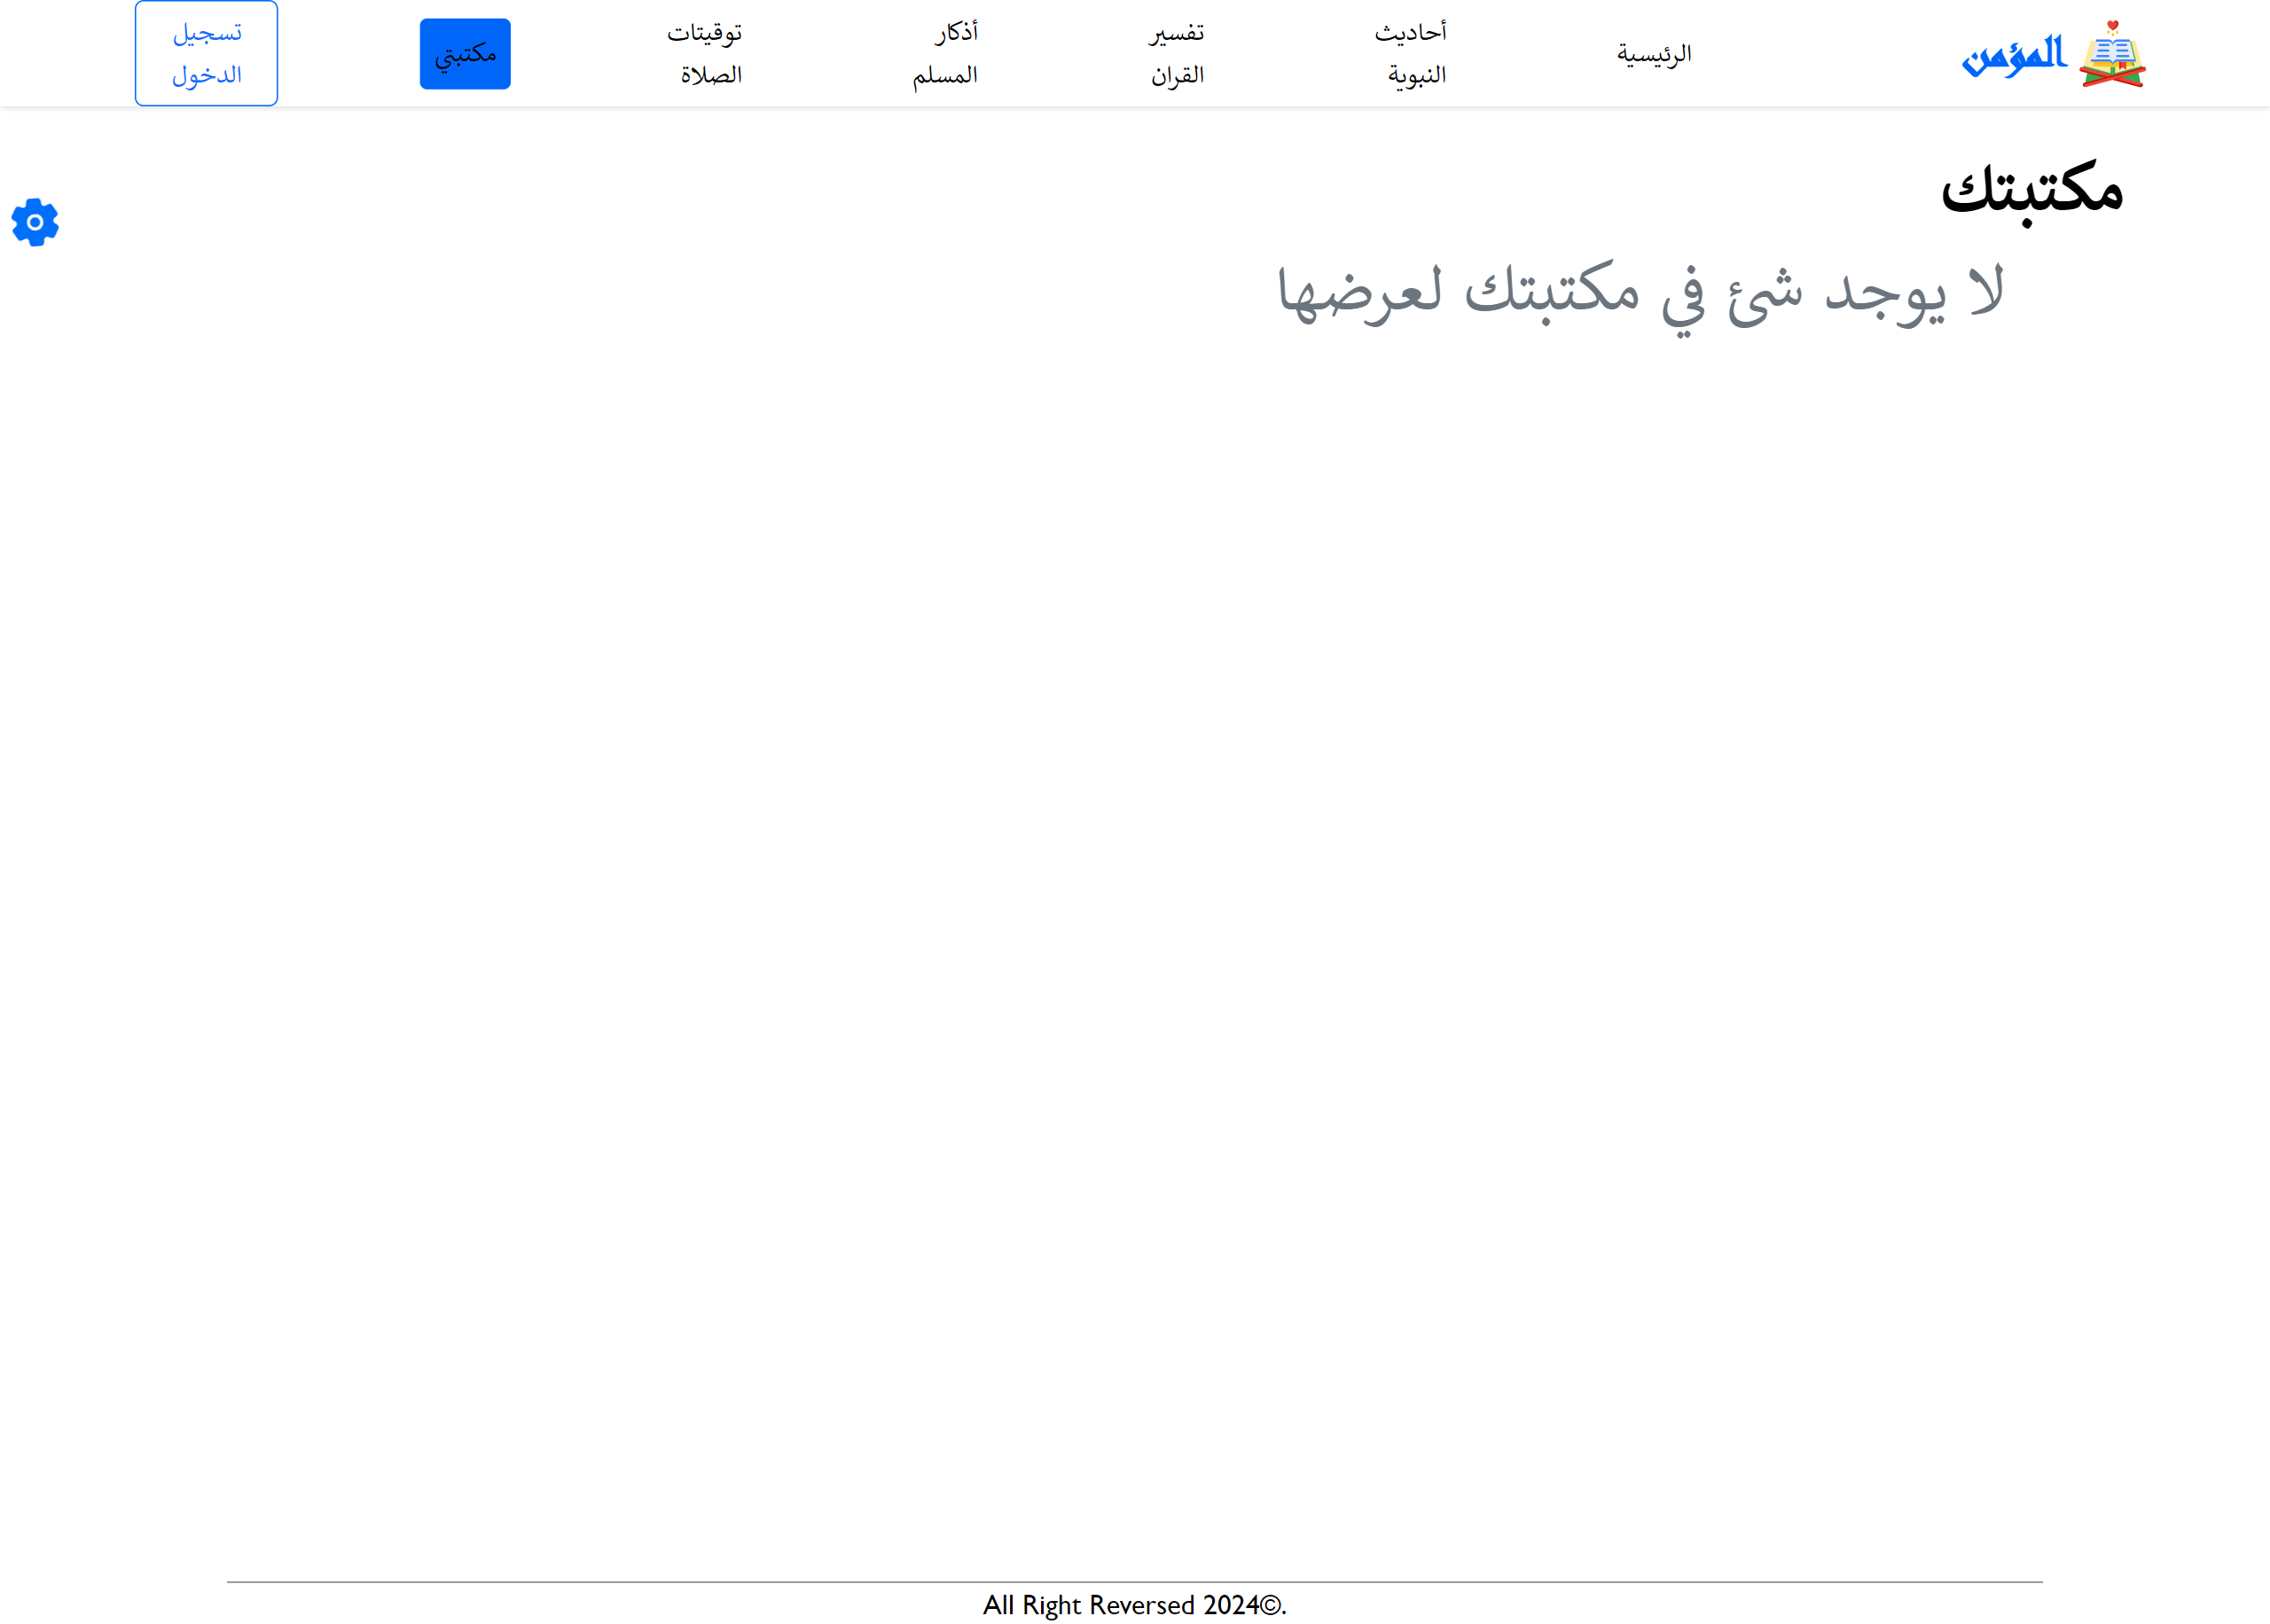 المؤمن
الرئيسية
أحاديث
النبوية
تفسير
القران
أذكار
المسلم
توقيتات
الصلاة
مكتبتي
تسجيل
الدخول
مكتبتك
لا يوجد شئ في مكتبتك لعرضها
All Right Reversed 2024©.